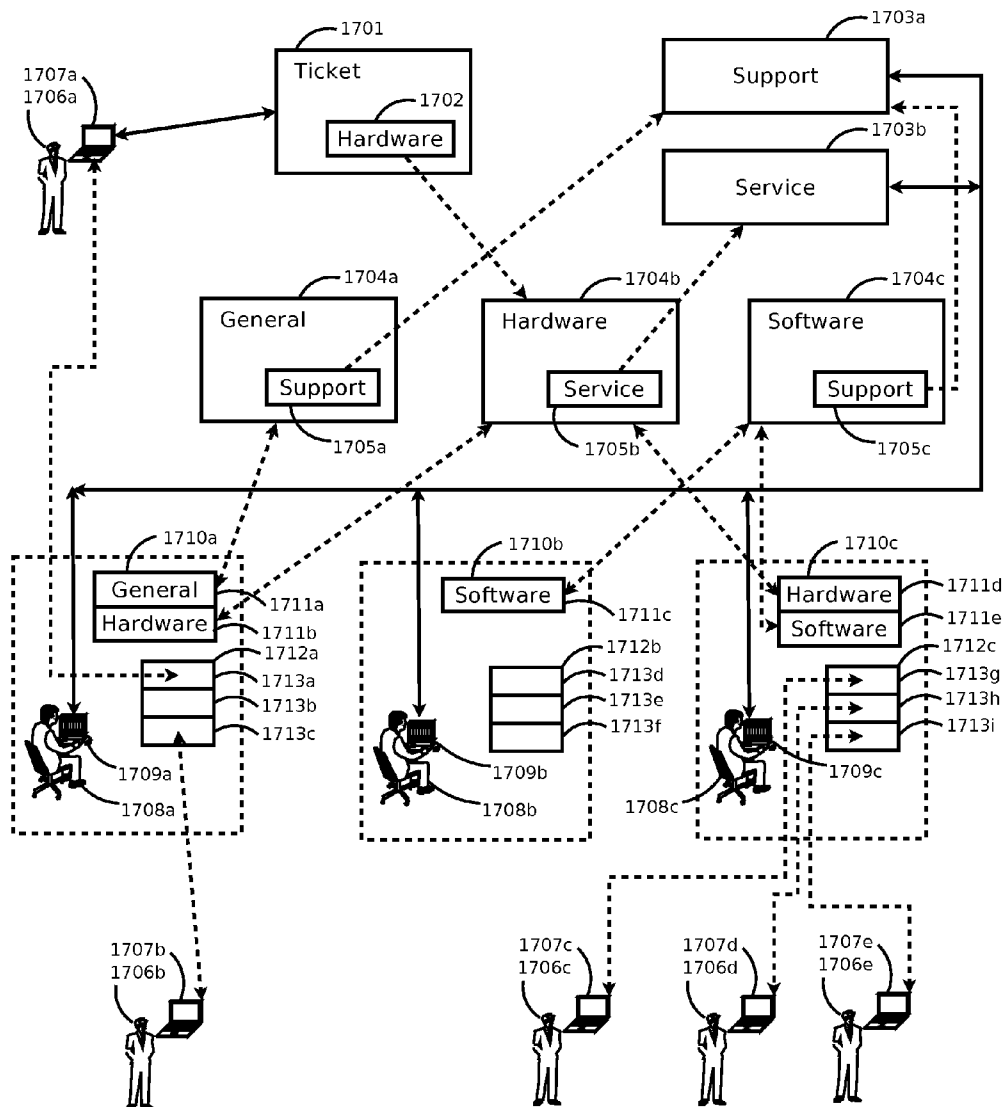 1701
1703a
Ticket
Support
1707a
1706a
1702
Hardware
1703b
Service
1704a
1704b
1704c
General
Hardware
Software
Support
Service
Support
1705a
1705b
1705c
1710a
1710b
1710c
General
Software
Hardware
1711d
1711a
1711c
Hardware
Software
1711e
1711b
1712a
1712b
1712c
1713a
1713d
1713g
1713b
1713e
1713h
1713c
1713f
1713i
1709a
1709b
1709c
1708a
1708b
1708c
1707b
1706b
1707c
1706c
1707d
1706d
1707e
1706e